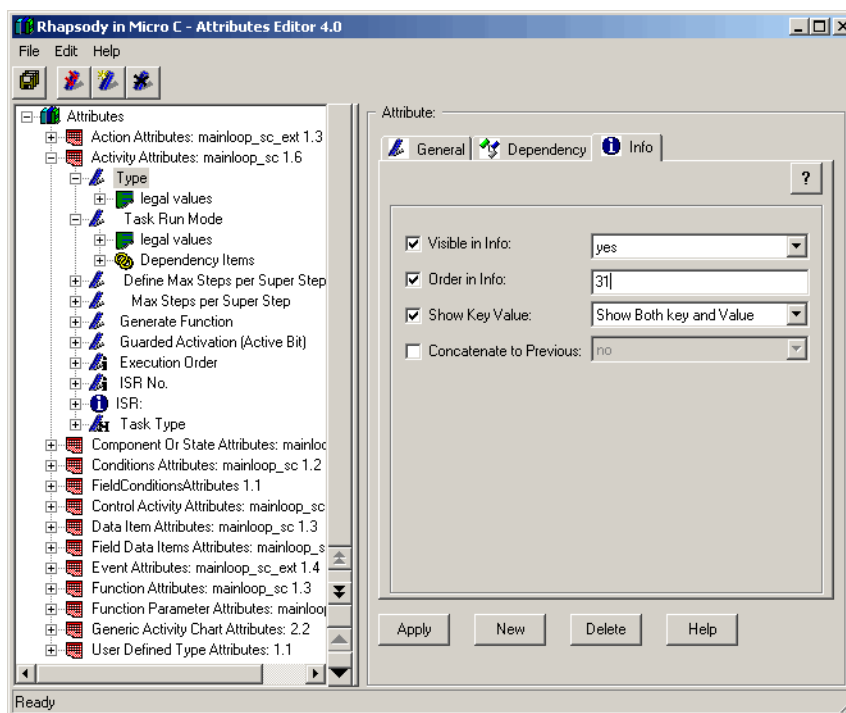 Rhapsody in Micro C - Attributes Editor 4.0
File Edit Help
Attributes
Action Attributes: mainloop_sc_ext 1.3
Activity Attributes: mainloop_sc 1.6
Type
legal values
Task Run Mode
legal values
Dependency Items
Define Max Steps per Super Step
Max Steps per Super Step
Generate Function
Guarded Activation (Active Bit)
Execution Order
ISR No.
ISR:
Task Type
Component Or State Attributes: mainloc
Conditions Attributes: mainloop_sc 1.2
FieldConditionsAttributes 1.1
Control Activity Attributes: mainloop_sc
Data Item Attributes: mainloop_sc 1.3
Field Data Items Attributes: mainloop_s
Event Attributes: mainloop_sc_ext 1.4
Function Attributes: mainloop_sc 1.3
Function Parameter Attributes: mainloop
Generic Activity Chart Attributes: 2.2
User Defined Type Attributes: 1.1
Attribute:
General Dependency Info
?
Visible in Info: yes
Order in Info: 31
Show Key Value: Show Both key and Value
Concatenate to Previous: no
Apply New Delete Help
Ready